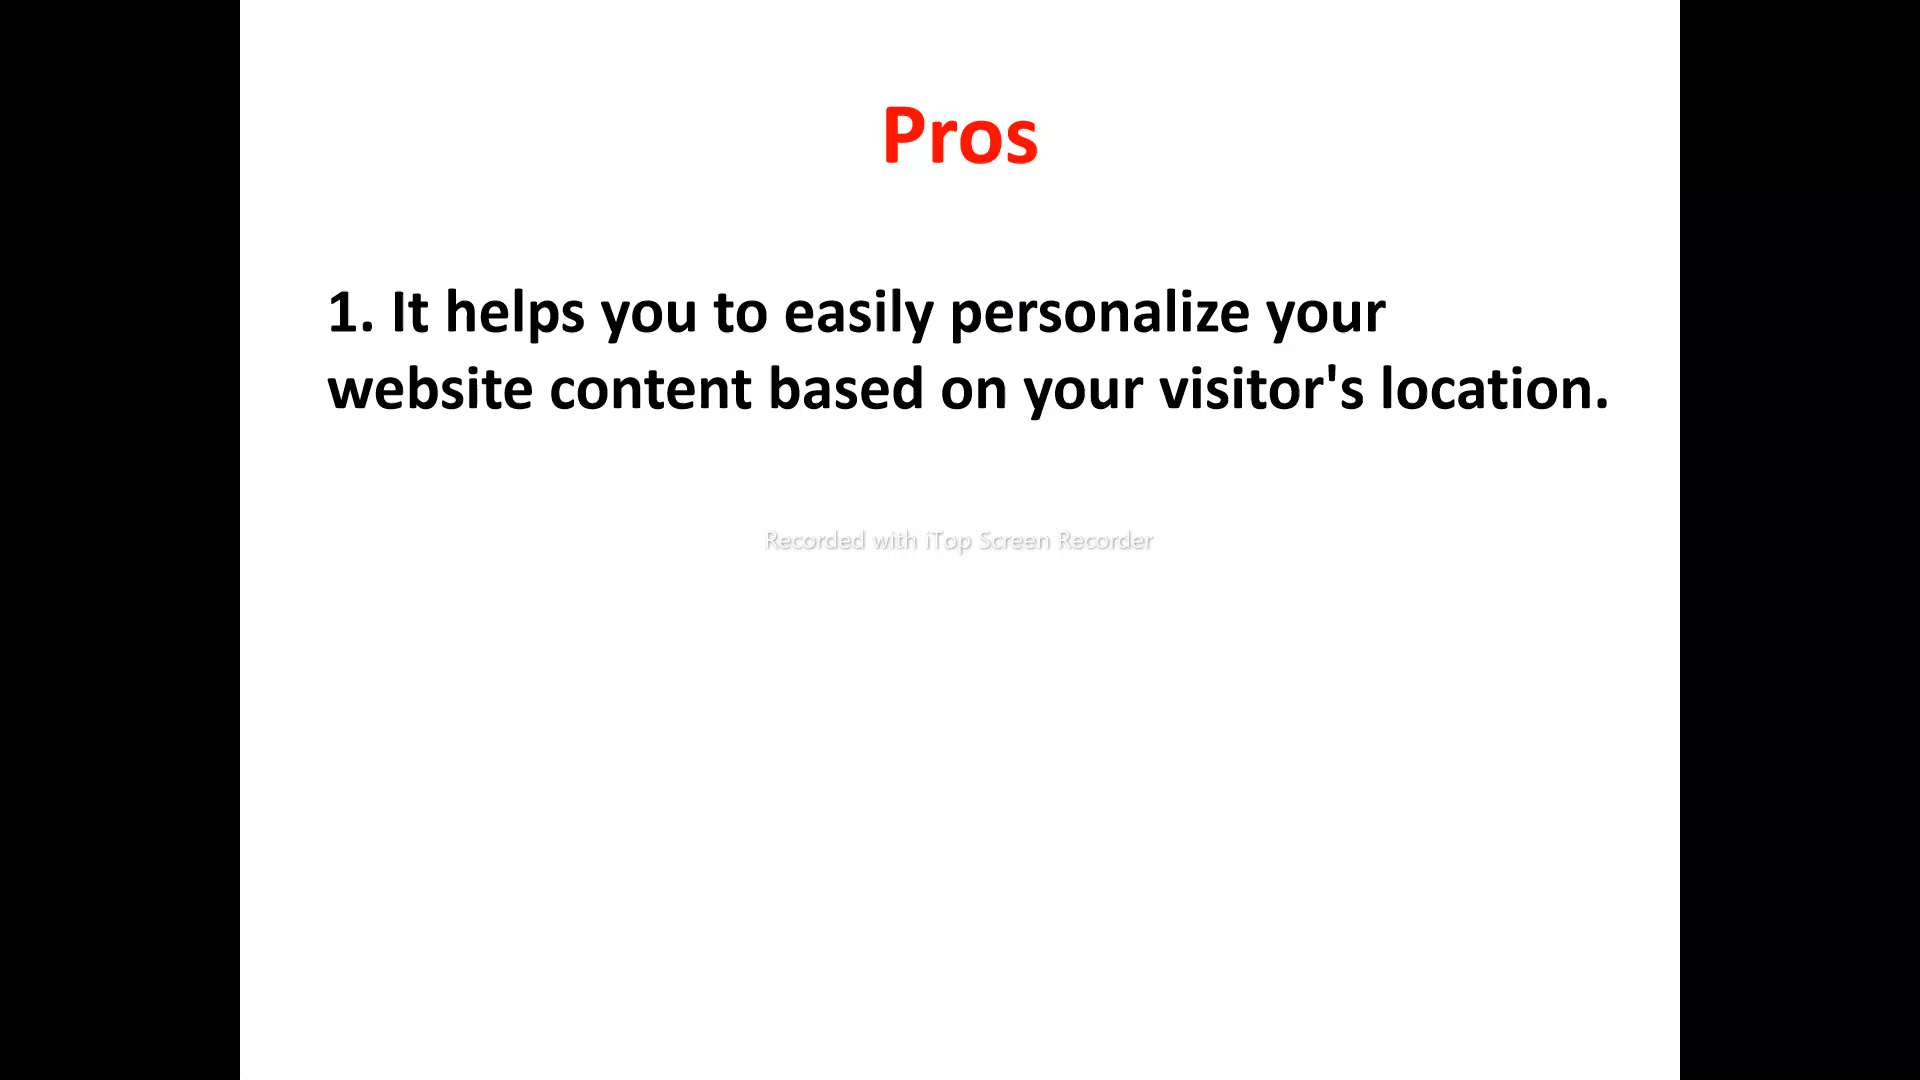 Pros
1. It helps you to easily personalize your
website content based on your visitor's location.
Recorded with iTop Screen Recorder